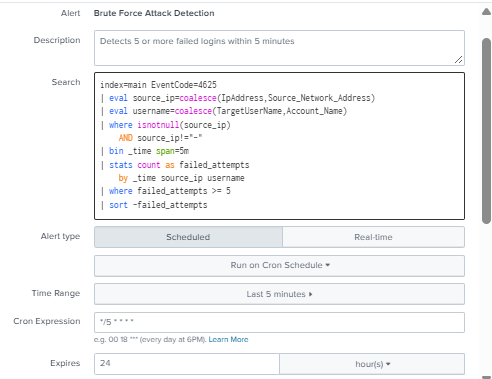 Alert Brute Force Attack Detection
Description Detects 5 or more failed logins within 5 minutes
Search
index=main EventCode=4625
| eval source_ip=coalesce(IpAddress,Source_Network_Address)
| eval username=coalesce(TargetUserName,Account_Name)
| where isnotnull(source_ip)
AND source_ip!="-"
| bin _time span=5m
| stats count as failed_attempts
by _time source_ip username
| where failed_attempts >= 5
| sort -failed_attempts
Alert type Scheduled Real-time
Run on Cron Schedule ▾
Time Range Last 5 minutes ▸
Cron Expression */5 * * * *
e.g. 00 18 *** (every day at 6PM). Learn More
Expires 24 hour(s) ▾